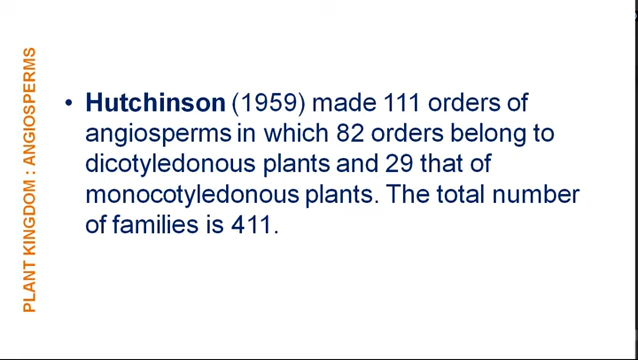 PLANT KINGDOM : ANGIOSPERMS
• Hutchinson (1959) made 111 orders of
angiosperms in which 82 orders belong to
dicotyledonous plants and 29 that of
monocotyledonous plants. The total number
of families is 411.